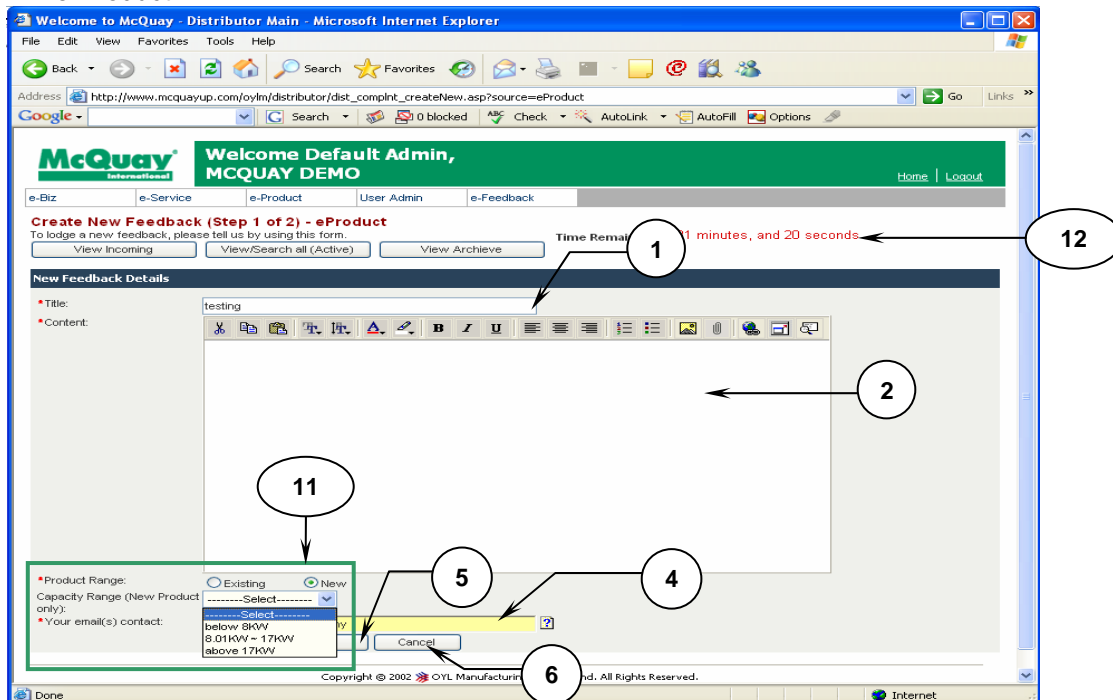 Welcome to McQuay - Distributor Main - Microsoft Internet Explorer
File Edit View Favorites Tools Help
Back Search Favorites
Address http://www.mcquayup.com/oylm/distributor/dist_complnt_createNew.asp?source=eProduct Go Links »
Google Search 0 blocked ABC Check AutoLink AutoFill Options
McQuay International
Welcome Default Admin,
MCQUAY DEMO
Home | Logout
e-Biz e-Service e-Product User Admin e-Feedback
Create New Feedback (Step 1 of 2) - eProduct
To lodge a new feedback, please tell us by using this form.
Time minutes, and 20 seconds
12
View Incoming View/Search all (Active) View Archieve
1
New Feedback Details
*Title: testing
*Content:
B I U
2
11
*Product Range: Existing New
5
4
Capacity Range (New Product only): --------Select--------
--------Select--------
below 8KW
8.01KW ~ 17KW
above 17KW
*Your email(s) contact: ?
Cancel
6
Copyright © 2002 OYL All Rights Reserved.
Done Internet